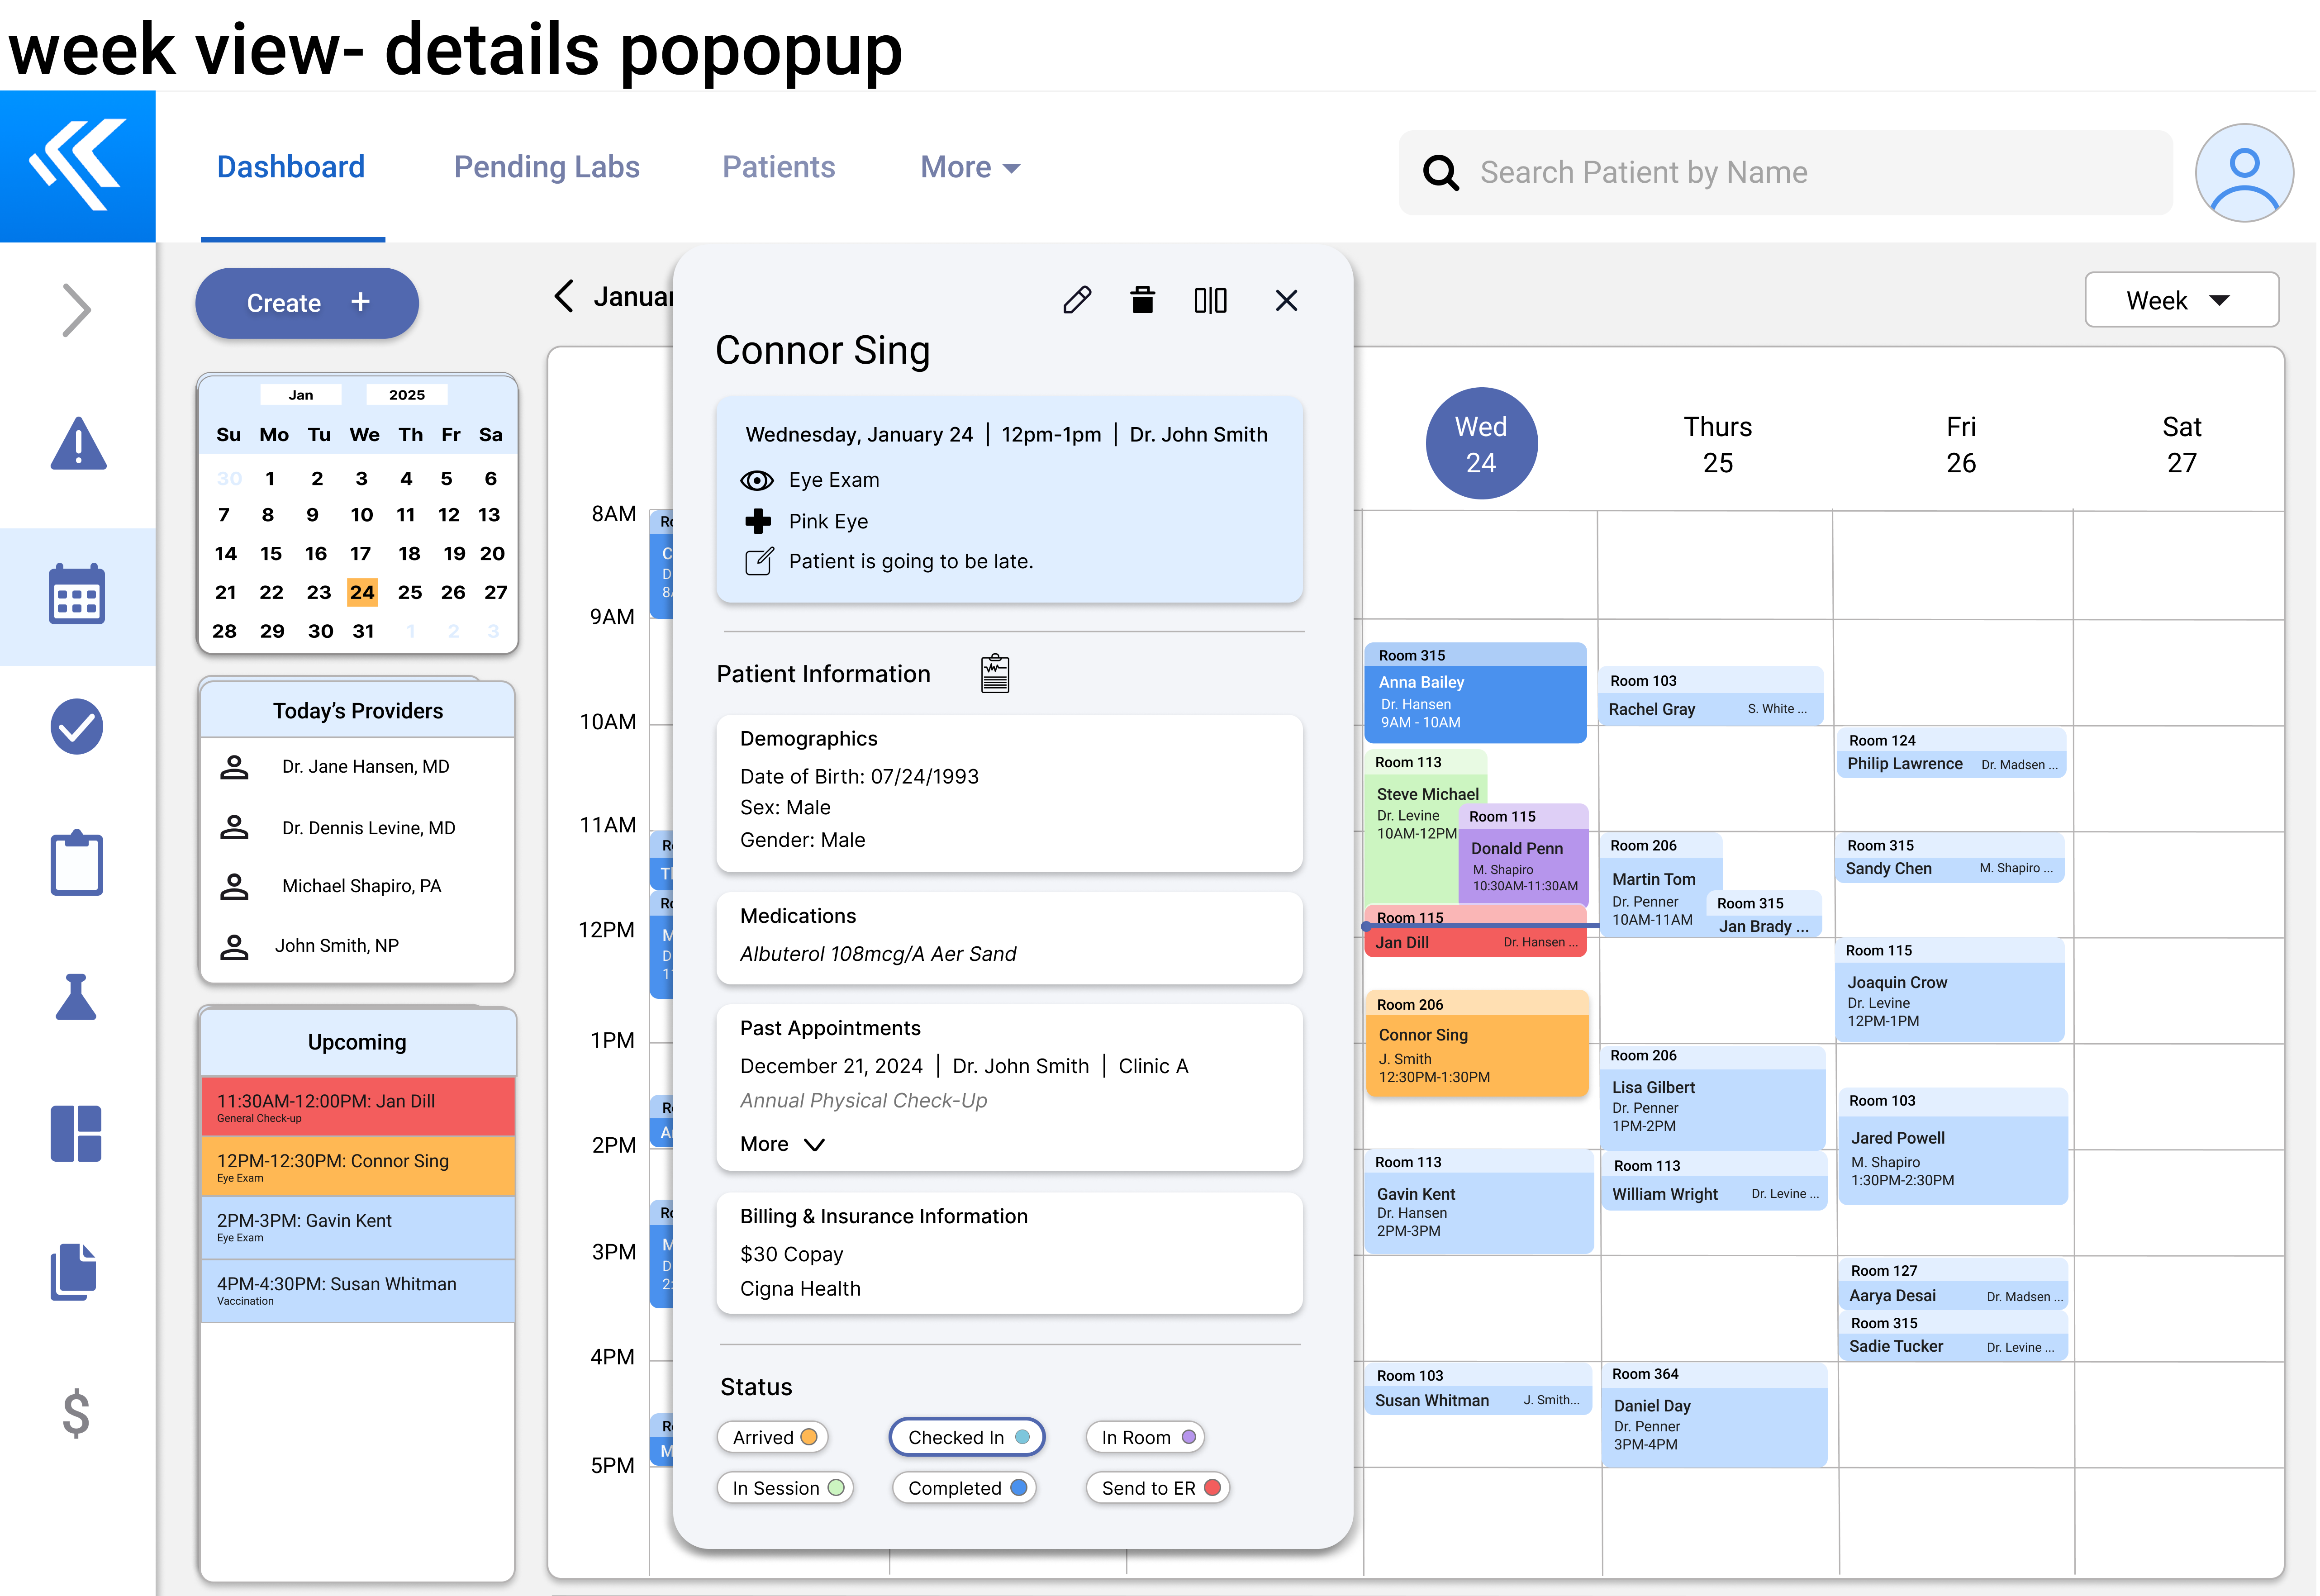 week view- details popopup
Dashboard
Pending Labs
Patients
More
Search Patient by Name
Create +
Januar
Week
Jan 2025
Su Mo Tu We Th Fr Sa
30 1 2 3 4 5 6
7 8 9 10 11 12 13
14 15 16 17 18 19 20
21 22 23 24 25 26 27
28 29 30 31 1 2 3
Today’s Providers
Dr. Jane Hansen, MD
Dr. Dennis Levine, MD
Michael Shapiro, PA
John Smith, NP
Upcoming
11:30AM-12:00PM: Jan Dill
General Check-up
12PM-12:30PM: Connor Sing
Eye Exam
2PM-3PM: Gavin Kent
Eye Exam
4PM-4:30PM: Susan Whitman
Vaccination
$
8AM
9AM
10AM
11AM
12PM
1PM
2PM
3PM
4PM
5PM
Connor Sing
Wednesday, January 24 | 12pm-1pm | Dr. John Smith
Eye Exam
Pink Eye
Patient is going to be late.
Patient Information
Demographics
Date of Birth: 07/24/1993
Sex: Male
Gender: Male
Medications
Albuterol 108mcg/A Aer Sand
Past Appointments
December 21, 2024 | Dr. John Smith | Clinic A
Annual Physical Check-Up
More
Billing & Insurance Information
$30 Copay
Cigna Health
Status
Arrived
Checked In
In Room
In Session
Completed
Send to ER
Wed
24
Room 315
Anna Bailey
Dr. Hansen
9AM - 10AM
Room 113
Steve Michael
Dr. Levine
10AM-12PM
Room 115
Donald Penn
M. Shapiro
10:30AM-11:30AM
Room 115
Jan Dill Dr. Hansen ...
Room 206
Connor Sing
J. Smith
12:30PM-1:30PM
Room 113
Gavin Kent
Dr. Hansen
2PM-3PM
Room 103
Susan Whitman J. Smith...
Thurs
25
Room 103
Rachel Gray S. White ...
Room 206
Martin Tom
Dr. Penner
10AM-11AM
Room 315
Jan Brady ...
Room 206
Lisa Gilbert
Dr. Penner
1PM-2PM
Room 113
William Wright Dr. Levine ...
Room 364
Daniel Day
Dr. Penner
3PM-4PM
Fri
26
Room 124
Philip Lawrence Dr. Madsen ...
Room 315
Sandy Chen M. Shapiro ...
Room 115
Joaquin Crow
Dr. Levine
12PM-1PM
Room 103
Jared Powell
M. Shapiro
1:30PM-2:30PM
Room 127
Aarya Desai Dr. Madsen ...
Room 315
Sadie Tucker Dr. Levine ...
Sat
27